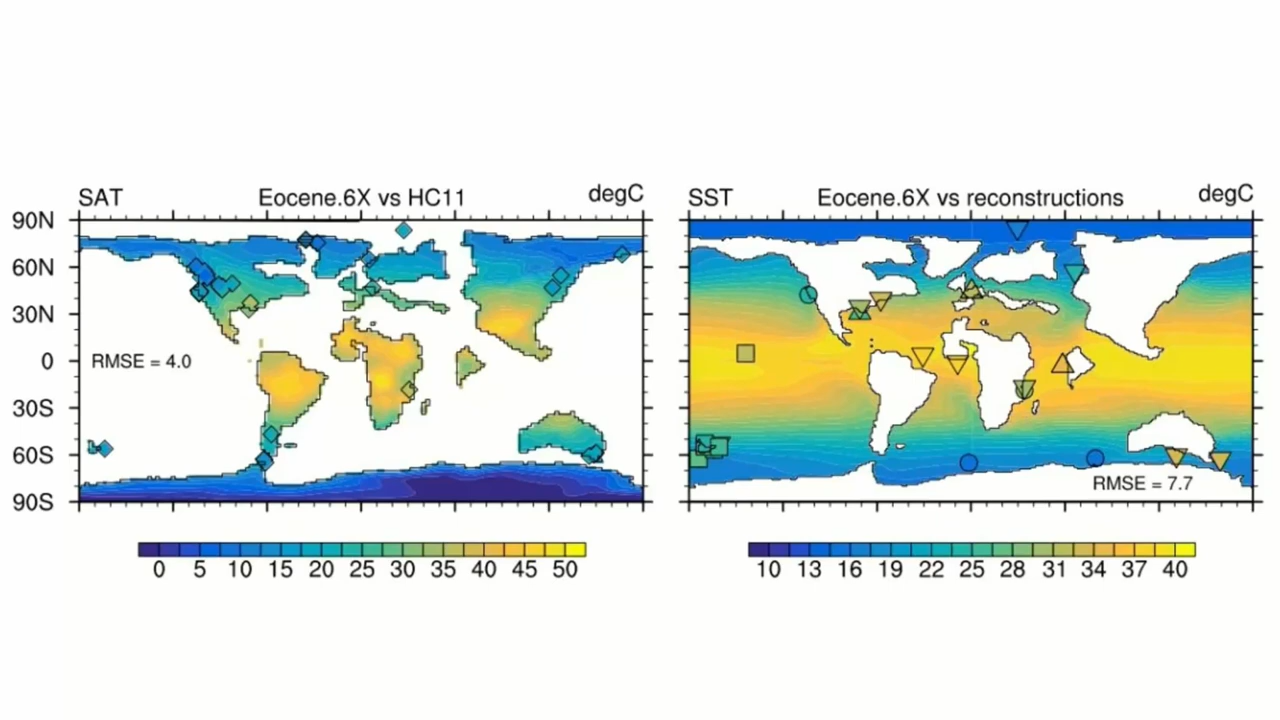 SAT Eocene.6X vs HC11 degC
90N
60N
30N
0
30S
60S
90S
RMSE = 4.0
0 5 10 15 20 25 30 35 40 45 50
SST Eocene.6X vs reconstructions degC
RMSE = 7.7
10 13 16 19 22 25 28 31 34 37 40